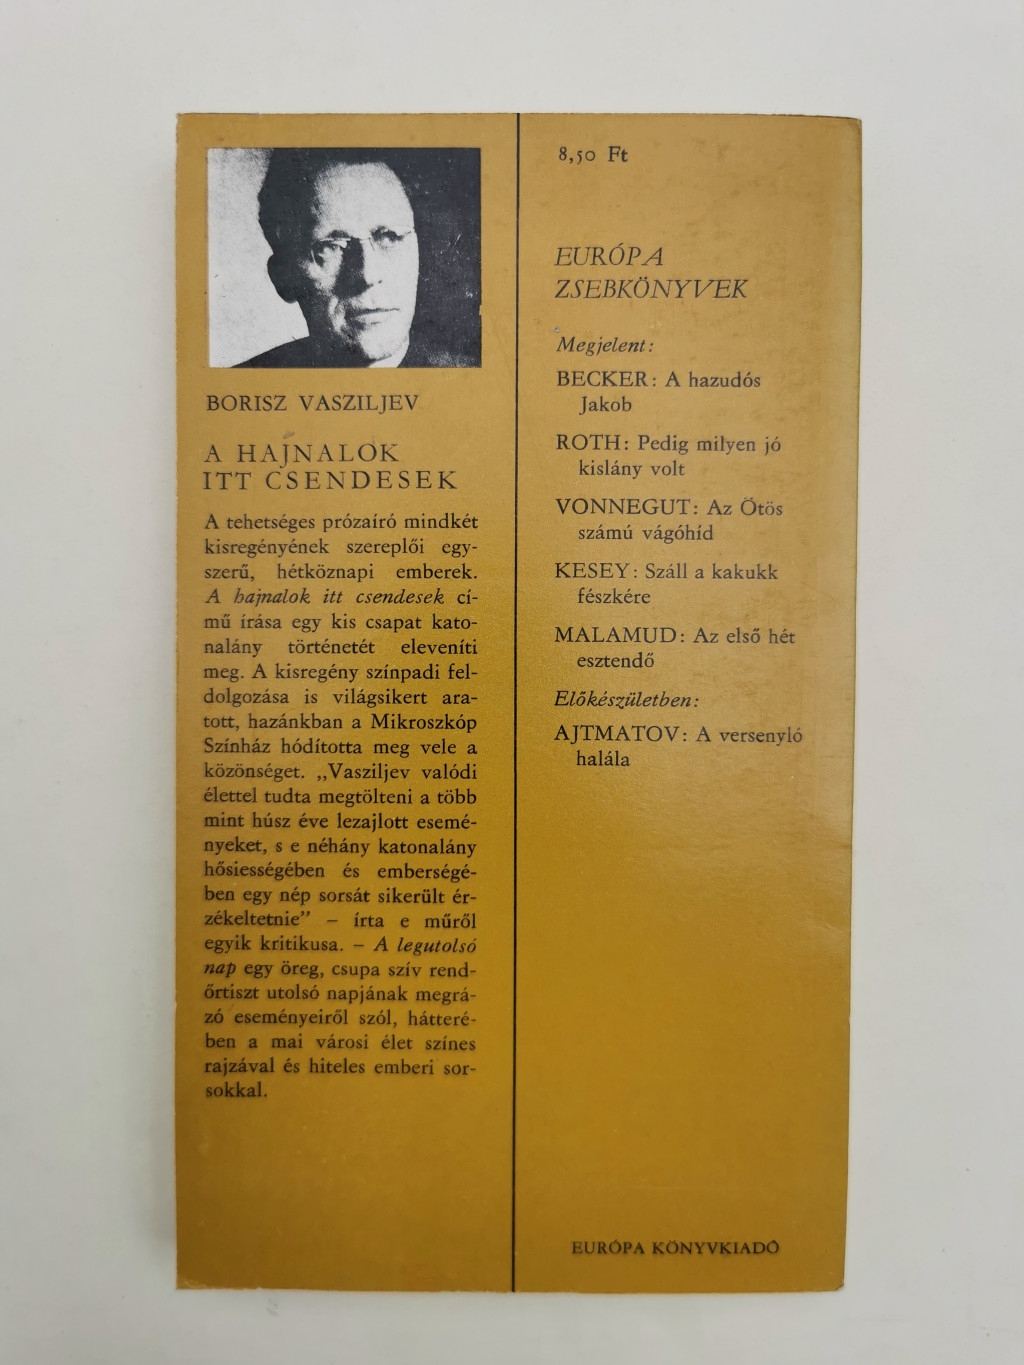 BORISZ VASZILJEV
A HAJNALOK
ITT CSENDESEK
A tehetséges prózaíró mindkét
kisregényének szereplői egy-
szerű, hétköznapi emberek.
A hajnalok itt csendesek cí-
mű írása egy kis csapat kato-
nalány történetét eleveníti
meg. A kisregény színpadi fel-
dolgozása is világsikert ara-
tott, hazánkban a Mikroszkóp
Színház hódította meg vele a
közönséget. „Vasziljev valódi
élettel tudta megtölteni a több
mint húsz éve lezajlott esemé-
nyeket, s e néhány katonalány
hősiességében és emberségé-
ben egy nép sorsát sikerült ér-
zékeltetnie” – írta e műről
egyik kritikusa. – A legutolsó
nap egy öreg, csupa szív rend-
őrtiszt utolsó napjának megrá-
zó eseményeiről szól, hátteré-
ben a mai városi élet színes
rajzával és hiteles emberi sor-
sokkal.
8,50 Ft
EURÓPA
ZSEBKÖNYVEK
Megjelent:
BECKER: A hazudós
Jakob
ROTH: Pedig milyen jó
kislány volt
VONNEGUT: Az Ötös
számú vágóhíd
KESEY: Száll a kakukk
fészkére
MALAMUD: Az első hét
esztendő
Előkészületben:
AJTMATOV: A versenyló
halála
EURÓPA KÖNYVKIADÓ